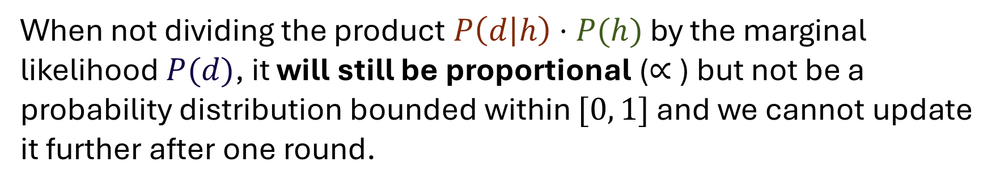 When not dividing the product P(d|h) · P(h) by the marginal
likelihood P(d), it will still be proportional (∝ ) but not be a
probability distribution bounded within [0, 1] and we cannot update
it further after one round.